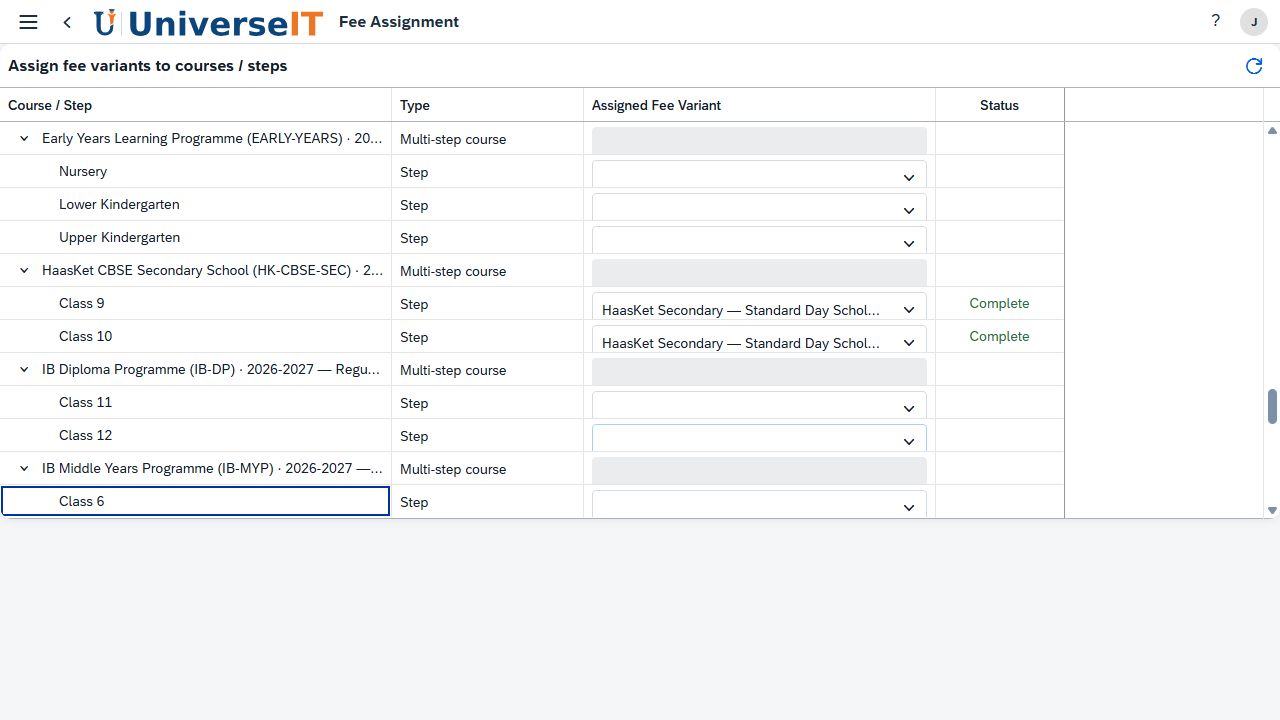 UniverseIT Fee Assignment ? J
Assign fee variants to courses / steps
Course / Step Type Assigned Fee Variant Status
Early Years Learning Programme (EARLY-YEARS) · 20... Multi-step course
Nursery Step
Lower Kindergarten Step
Upper Kindergarten Step
HaasKet CBSE Secondary School (HK-CBSE-SEC) · 2... Multi-step course
Class 9 Step HaasKet Secondary — Standard Day Schol... Complete
Class 10 Step HaasKet Secondary — Standard Day Schol... Complete
IB Diploma Programme (IB-DP) · 2026-2027 — Regu... Multi-step course
Class 11 Step
Class 12 Step
IB Middle Years Programme (IB-MYP) · 2026-2027 —... Multi-step course
Class 6 Step